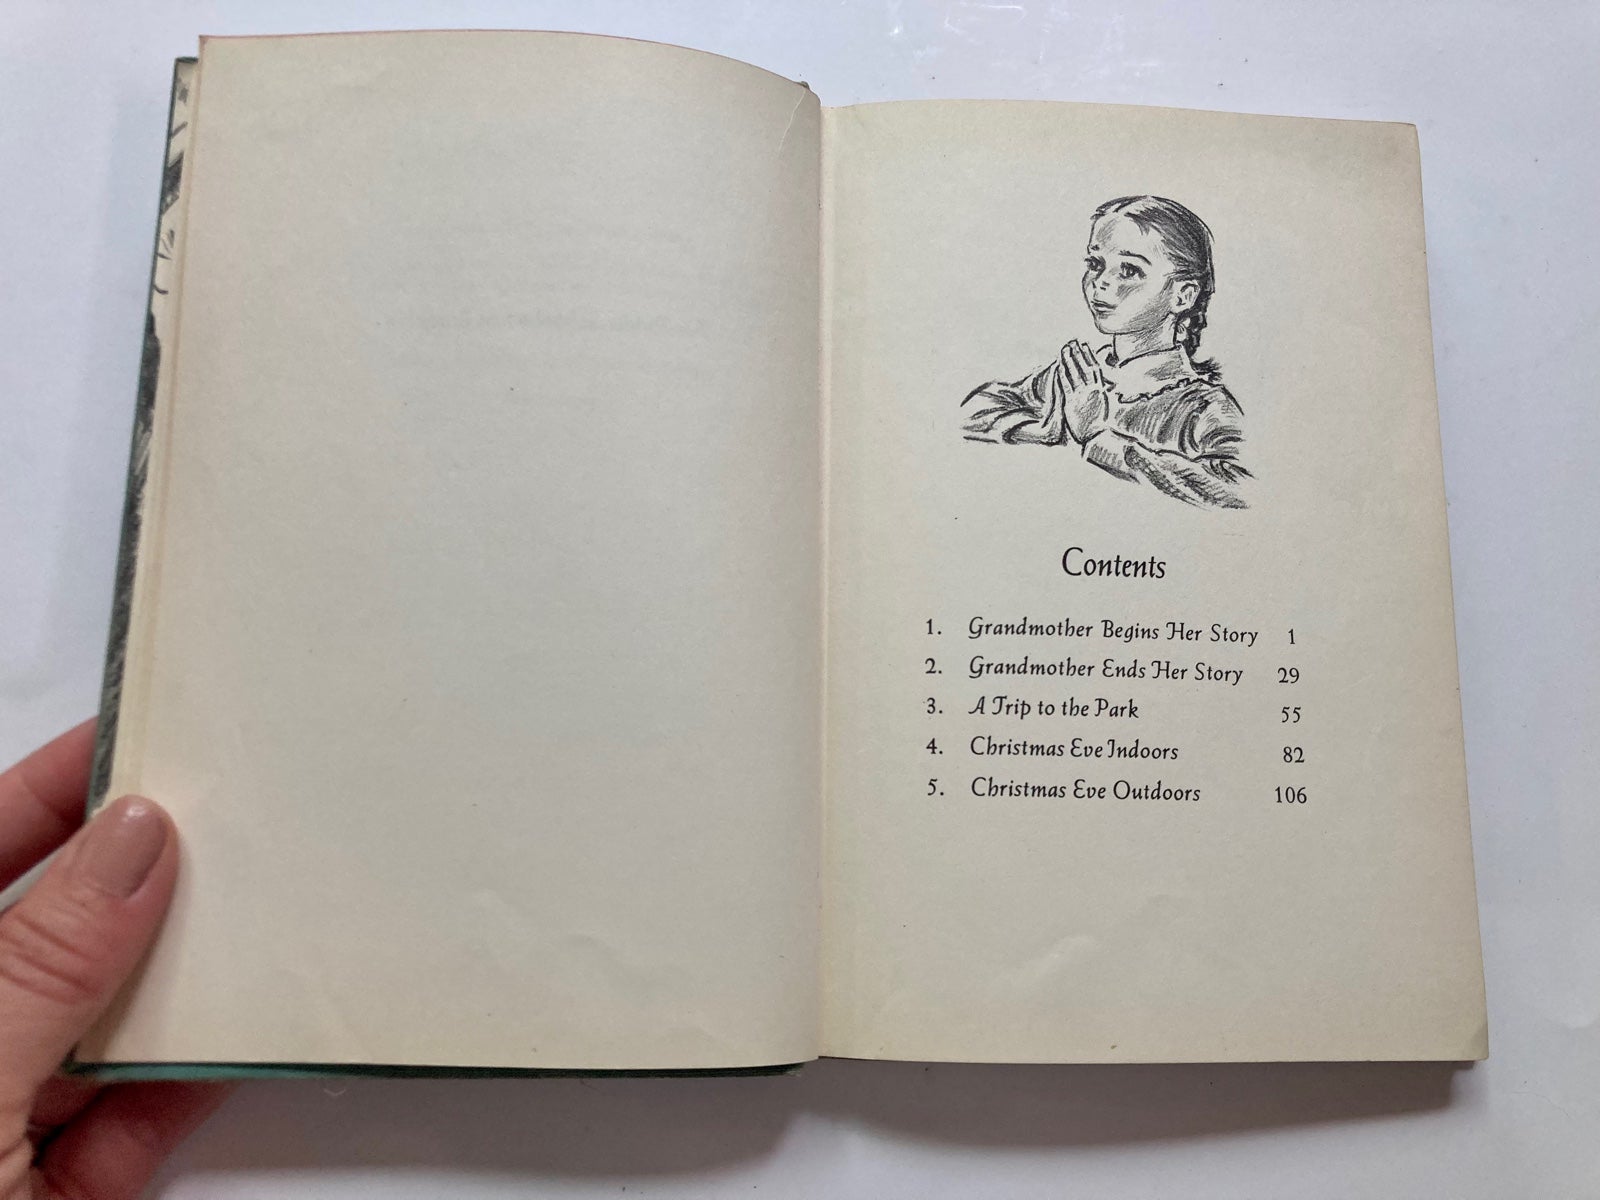 Contents
1. Grandmother Begins Her Story 1
2. Grandmother Ends Her Story 29
3. A Trip to the Park 55
4. Christmas Eve Indoors 82
5. Christmas Eve Outdoors 106